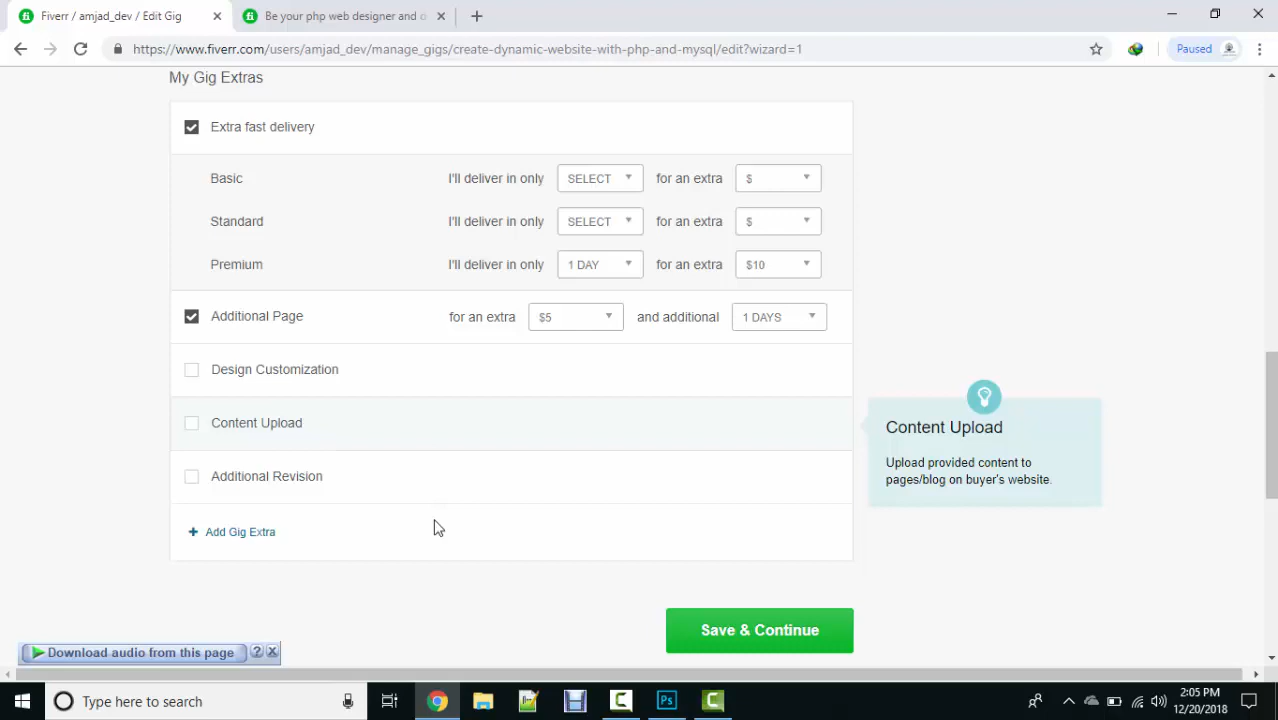 Fiverr / amjad_dev / Edit Gig
Be your php web designer and o
https://www.fiverr.com/users/amjad_dev/manage_gigs/create-dynamic-website-with-php-and-mysql/edit?wizard=1
Paused
My Gig Extras
Extra fast delivery
Basic I'll deliver in only SELECT for an extra $
Standard I'll deliver in only SELECT for an extra $
Premium I'll deliver in only 1 DAY for an extra $10
Additional Page for an extra $5 and additional 1 DAYS
Design Customization
Content Upload
Content Upload
Upload provided content to
pages/blog on buyer's website.
Additional Revision
+ Add Gig Extra
Save & Continue
Download audio from this page ? X
Type here to search
Ps
2:05 PM
12/20/2018